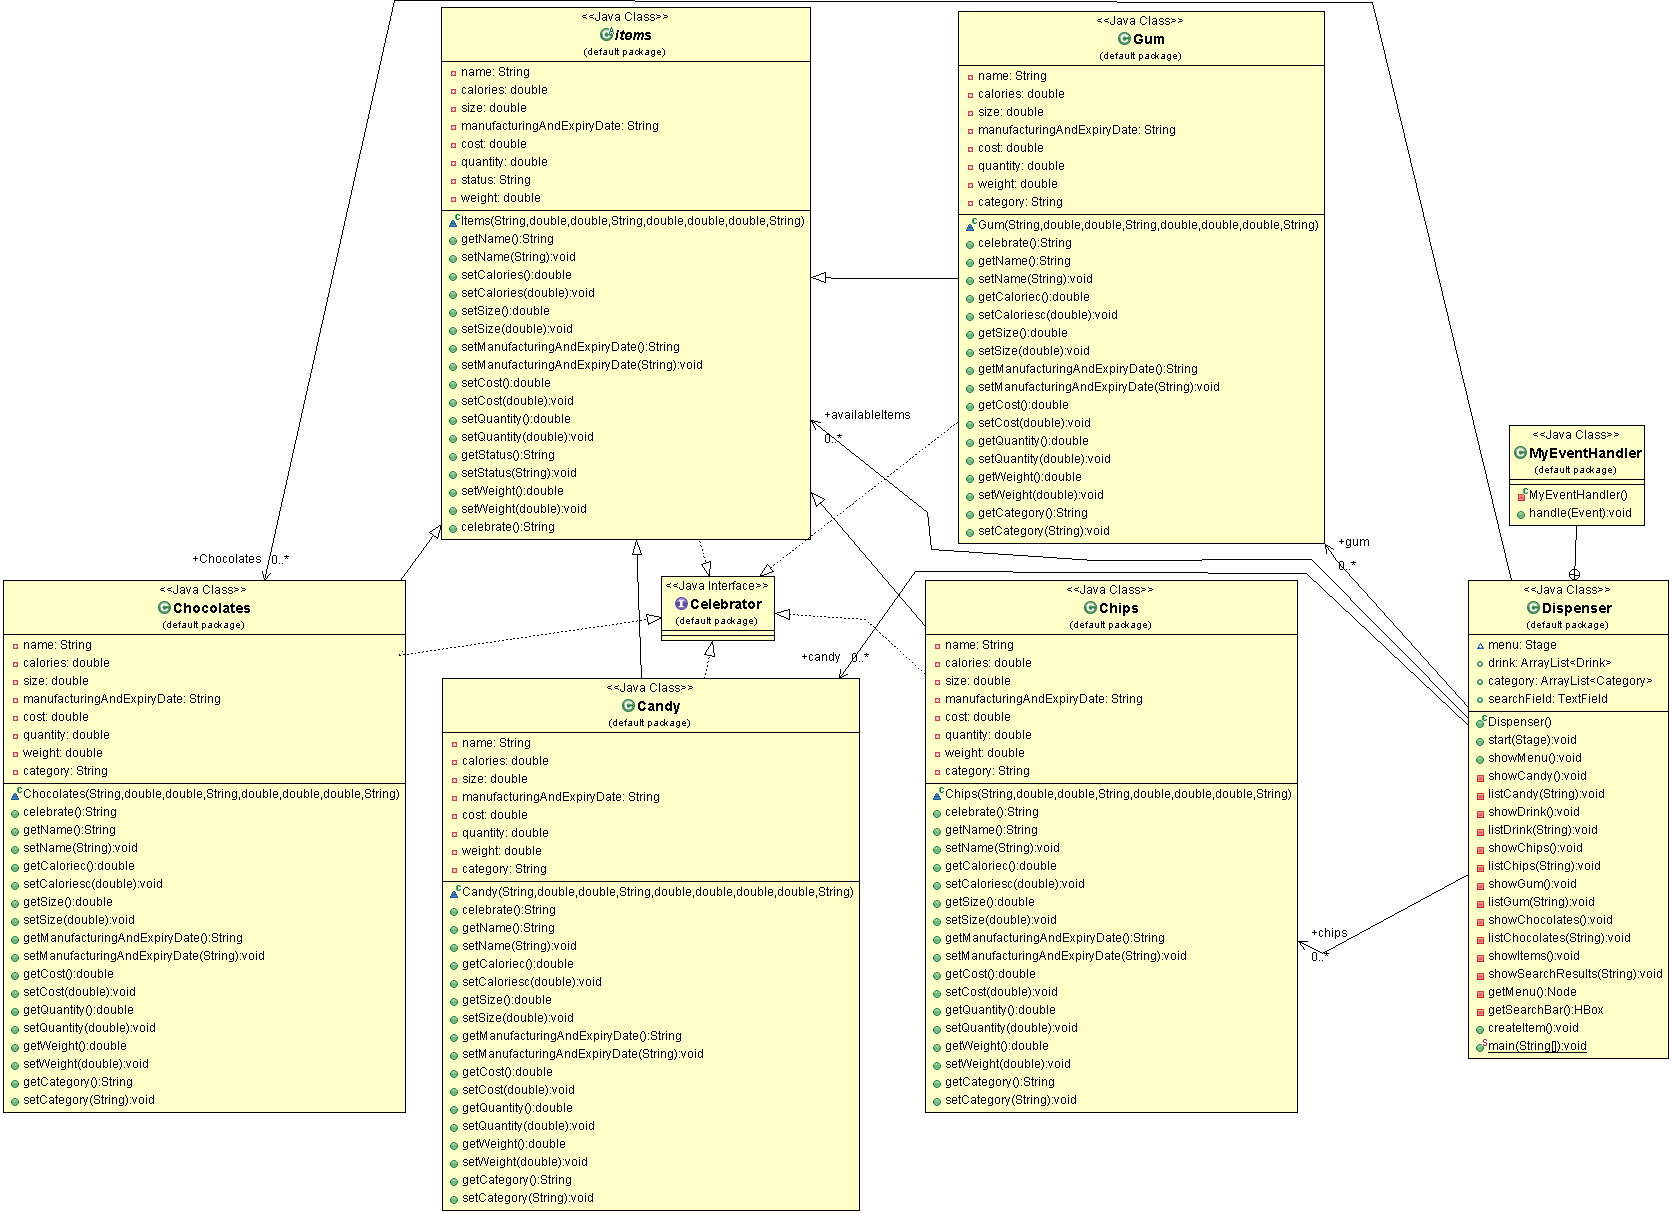 <<Java Class>>
Items
(default package)
name: String
calories: double
size: double
manufacturingAndExpiryDate: String
cost: double
quantity: double
status: String
weight: double
Items(String,double,double,String,double,double,double,String)
getName():String
setName(String):void
setCalories():double
setCalories(double):void
setSize():double
setSize(double):void
setManufacturingAndExpiryDate():String
setManufacturingAndExpiryDate(String):void
setCost():double
setCost(double):void
setQuantity():double
setQuantity(double):void
getStatus():String
setStatus(String):void
setWeight():double
setWeight(double):void
celebrate():String
<<Java Class>>
Gum
(default package)
name: String
calories: double
size: double
manufacturingAndExpiryDate: String
cost: double
quantity: double
weight: double
category: String
Gum(String,double,double,String,double,double,double,String)
celebrate():String
getName():String
setName(String):void
getCaloriec():double
setCaloriesc(double):void
getSize():double
setSize(double):void
getManufacturingAndExpiryDate():String
setManufacturingAndExpiryDate(String):void
getCost():double
setCost(double):void
getQuantity():double
setQuantity(double):void
getWeight():double
setWeight(double):void
getCategory():String
setCategory(String):void
+availableItems
0..*
<<Java Class>>
MyEventHandler
(default package)
MyEventHandler()
handle(Event):void
+Chocolates
0..*
+gum
0..*
<<Java Class>>
Chocolates
(default package)
name: String
calories: double
size: double
manufacturingAndExpiryDate: String
cost: double
quantity: double
weight: double
category: String
Chocolates(String,double,double,String,double,double,double,String)
celebrate():String
getName():String
setName(String):void
getCaloriec():double
setCaloriesc(double):void
getSize():double
setSize(double):void
getManufacturingAndExpiryDate():String
setManufacturingAndExpiryDate(String):void
getCost():double
setCost(double):void
getQuantity():double
setQuantity(double):void
getWeight():double
setWeight(double):void
getCategory():String
setCategory(String):void
<<Java Interface>>
Celebrator
(default package)
+candy
0..*
<<Java Class>>
Candy
(default package)
name: String
calories: double
size: double
manufacturingAndExpiryDate: String
cost: double
quantity: double
weight: double
category: String
Candy(String,double,double,String,double,double,double,double,String)
celebrate():String
getName():String
setName(String):void
getCaloriec():double
setCaloriesc(double):void
getSize():double
setSize(double):void
getManufacturingAndExpiryDate():String
setManufacturingAndExpiryDate(String):void
getCost():double
setCost(double):void
getQuantity():double
setQuantity(double):void
getWeight():double
setWeight(double):void
getCategory():String
setCategory(String):void
<<Java Class>>
Chips
(default package)
name: String
calories: double
size: double
manufacturingAndExpiryDate: String
cost: double
quantity: double
weight: double
category: String
Chips(String,double,double,String,double,double,double,String)
celebrate():String
getName():String
setName(String):void
getCaloriec():double
setCaloriesc(double):void
getSize():double
setSize(double):void
getManufacturingAndExpiryDate():String
setManufacturingAndExpiryDate(String):void
getCost():double
setCost(double):void
getQuantity():double
setQuantity(double):void
getWeight():double
setWeight(double):void
getCategory():String
setCategory(String):void
+chips
0..*
<<Java Class>>
Dispenser
(default package)
menu: Stage
drink: ArrayList<Drink>
category: ArrayList<Category>
searchField: TextField
Dispenser()
start(Stage):void
showMenu():void
showCandy():void
listCandy(String):void
showDrink():void
listDrink(String):void
showChips():void
listChips(String):void
showGum():void
listGum(String):void
showChocolates():void
listChocolates(String):void
showItems():void
showSearchResults(String):void
getMenu():Node
getSearchBar():HBox
createItem():void
main(String[]):void